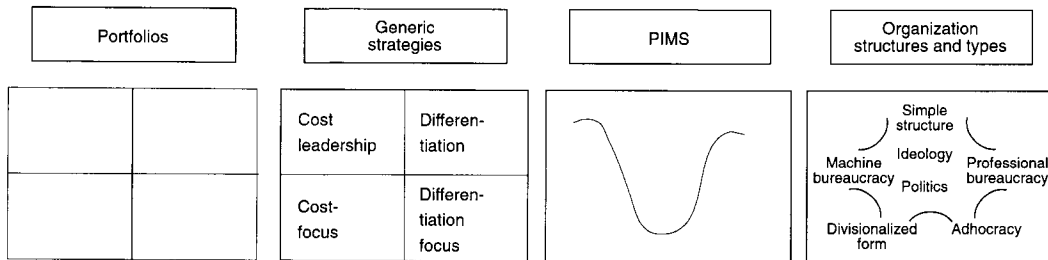 Portfolios
Generic
strategies
PIMS
Organization
structures and types
Cost
leadership
Differen-
tiation
Cost-
focus
Differen-
tiation
focus
Simple
structure
Ideology
Machine
bureaucracy
Professional
bureaucracy
Politics
Divisionalized
form
Adhocracy